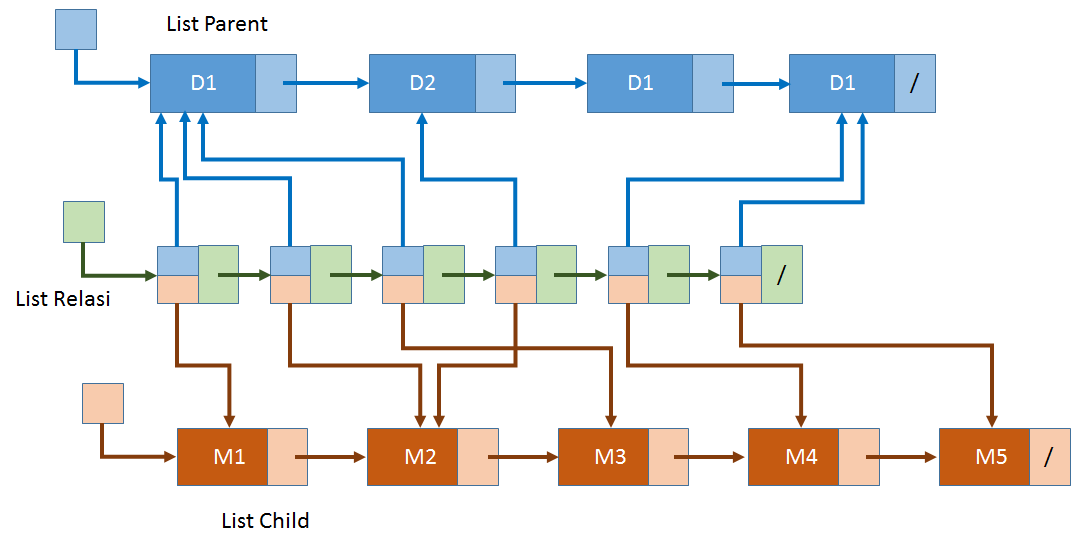 List Parent
D1
D2
D1
D1
/
List Relasi
/
M1
M2
M3
M4
M5
/
List Child